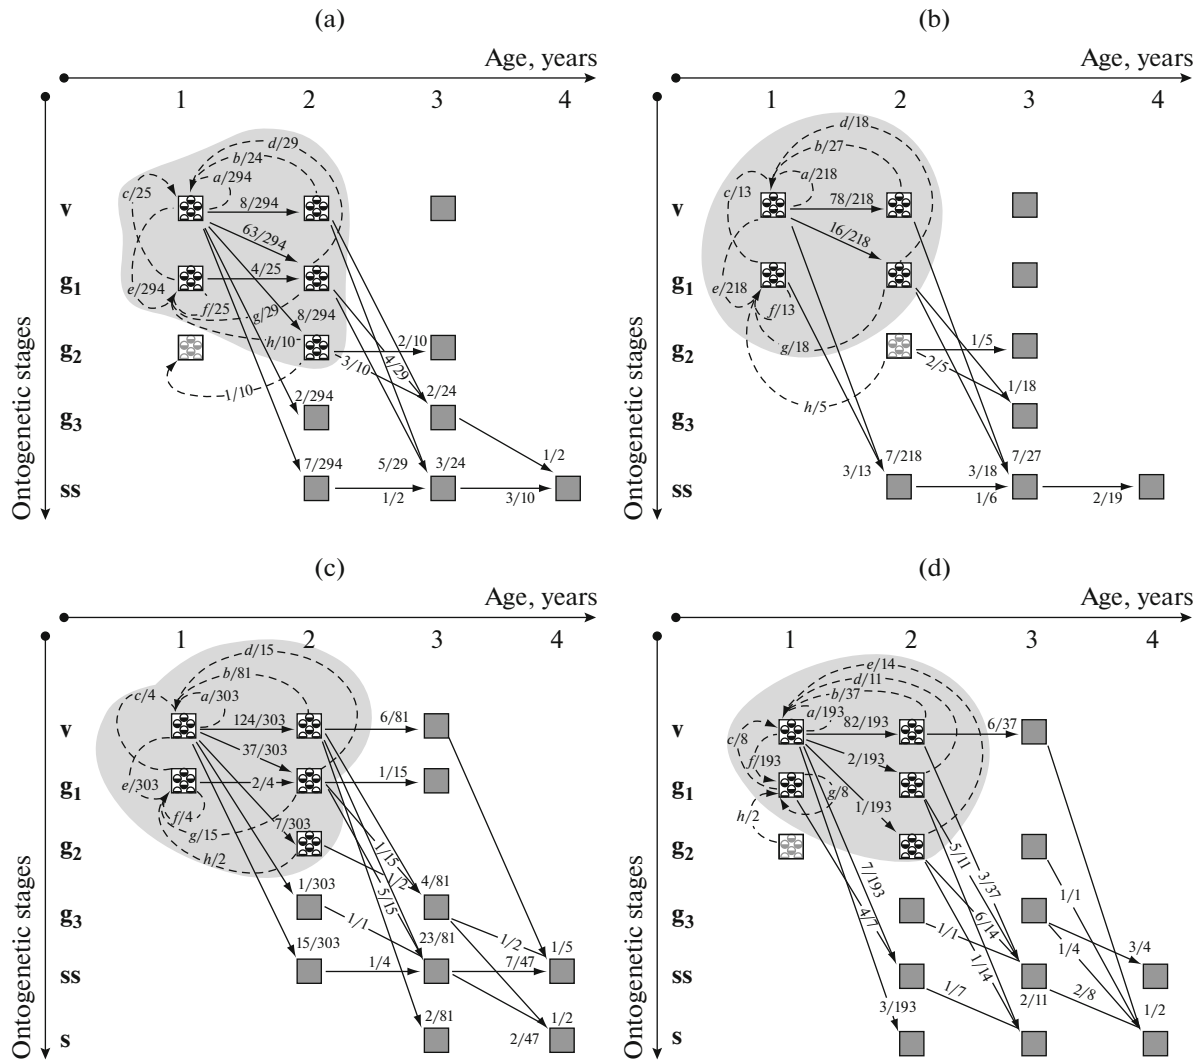 (a)
Age, years
1 2 3 4
Ontogenetic stages
d/29
b/24
a/294
c/25
v
8/294
63/294
4/25
g1
e/294
f/25
g/29
8/294
h/10
g2
2/10
3/10
4/29
1/10
2/294
2/24
g3
1/2
7/294
5/29
3/24
ss
1/2
3/10
(b)
Age, years
1 2 3 4
Ontogenetic stages
d/18
b/27
a/218
c/13
v
78/218
16/218
g1
e/218
f/13
g/18
g2
1/5
2/5
1/18
h/5
g3
7/218
3/13
3/18
7/27
ss
1/6
2/19
(c)
Age, years
1 2 3 4
Ontogenetic stages
d/15
b/81
a/303
c/4
v
124/303
6/81
37/303
g1
2/4
1/15
e/303
f/4
g/15
7/303
h/2
g2
1/15
1/2
5/15
1/303
4/81
g3
1/1
1/2
15/303
23/81
1/5
ss
1/4
7/47
2/81
1/2
s
2/47
(d)
Age, years
1 2 3 4
Ontogenetic stages
e/14
d/11
b/37
a/193
c/8
v
82/193
6/37
f/193
2/193
g1
g/8
1/193
h/2
g2
5/11
3/37
7/193
1/1
4/7
g3
1/1
6/14
1/4
3/4
ss
1/14
1/7
2/11
2/8
3/193
1/2
s